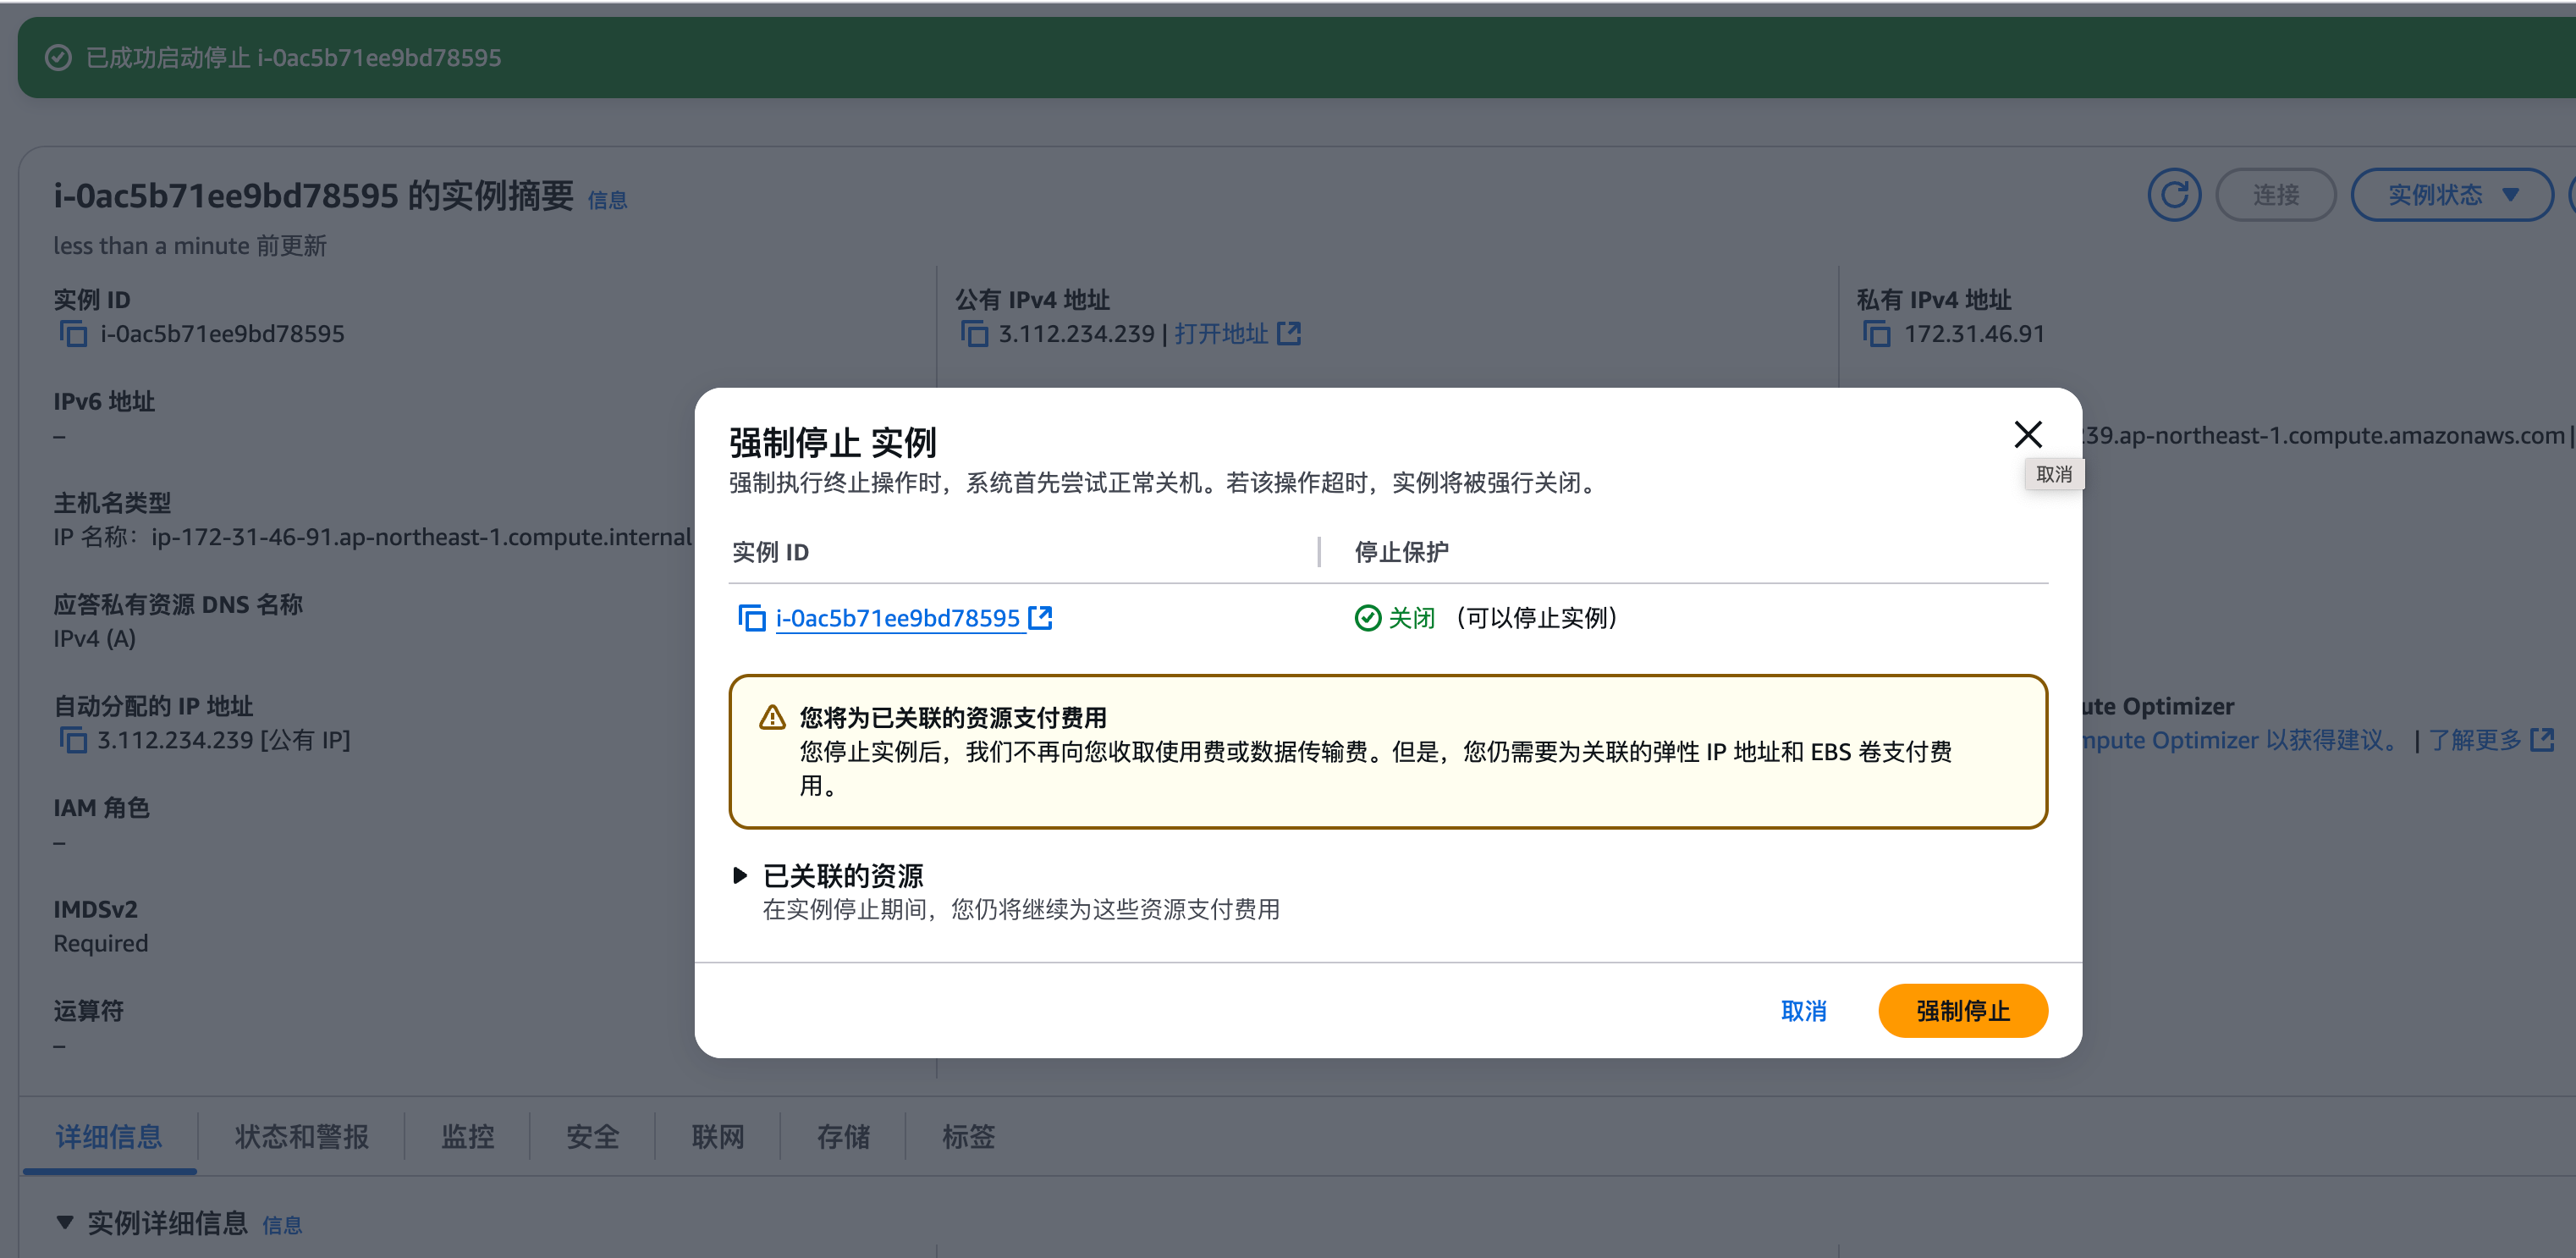 已成功启动停止 i-0ac5b71ee9bd78595
i-0ac5b71ee9bd78595 的实例摘要 信息
连接
实例状态
less than a minute 前更新
实例 ID
i-0ac5b71ee9bd78595
公有 IPv4 地址
3.112.234.239 | 打开地址
私有 IPv4 地址
172.31.46.91
IPv6 地址
–
39.ap-northeast-1.compute.amazonaws.com |
主机名类型
IP 名称：ip-172-31-46-91.ap-northeast-1.compute.internal
应答私有资源 DNS 名称
IPv4 (A)
自动分配的 IP 地址
3.112.234.239 [公有 IP]
ute Optimizer
mpute Optimizer 以获得建议。 | 了解更多
IAM 角色
–
IMDSv2
Required
运算符
–
强制停止 实例
取消
强制执行终止操作时，系统首先尝试正常关机。若该操作超时，实例将被强行关闭。
实例 ID
停止保护
i-0ac5b71ee9bd78595
关闭 （可以停止实例）
您将为已关联的资源支付费用
您停止实例后，我们不再向您收取使用费或数据传输费。但是，您仍需要为关联的弹性 IP 地址和 EBS 卷支付费
用。
已关联的资源
在实例停止期间，您仍将继续为这些资源支付费用
取消
强制停止
详细信息
状态和警报
监控
安全
联网
存储
标签
实例详细信息 信息